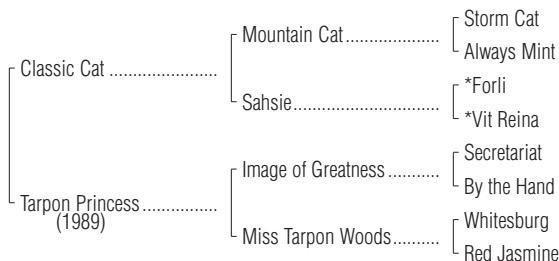 Storm Cat
Mountain Cat....................
Always Mint
Classic Cat .......................
*Forli
Sahsie...............................
*Vit Reina
Secretariat
Image of Greatness ...........
By the Hand
Tarpon Princess................
(1989)
Whitesburg
Miss Tarpon Woods..........
Red Jasmine